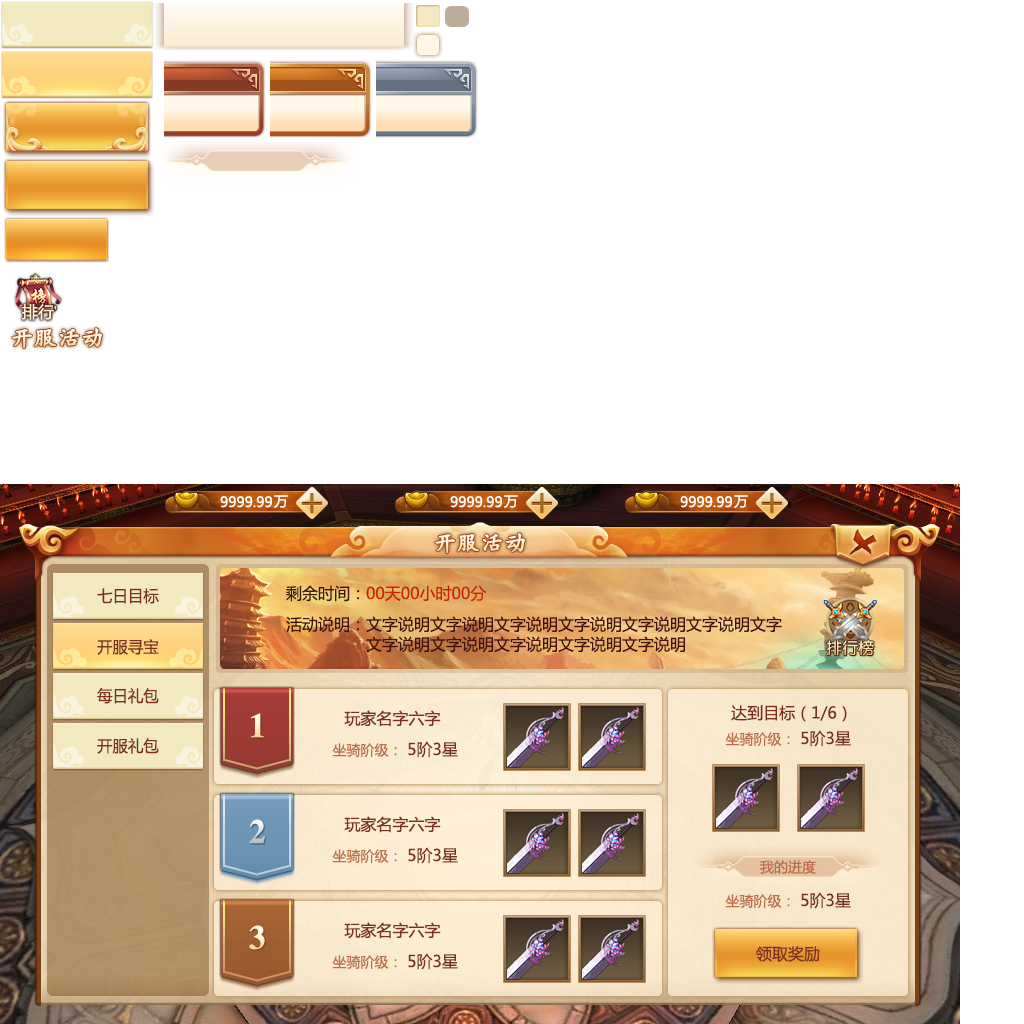 榜
排行
开服活动
9999.99万
9999.99万
9999.99万
开服活动
七日目标
开服寻宝
每日礼包
开服礼包
剩余时间：00天00小时00分
活动说明：文字说明文字说明文字说明文字说明文字说明文字说明文字
文字说明文字说明文字说明文字说明文字说明
排行榜
1
玩家名字六字
坐骑阶级： 5阶3星
2
玩家名字六字
坐骑阶级： 5阶3星
3
玩家名字六字
坐骑阶级： 5阶3星
达到目标（1/6）
坐骑阶级： 5阶3星
我的进度
坐骑阶级： 5阶3星
领取奖励